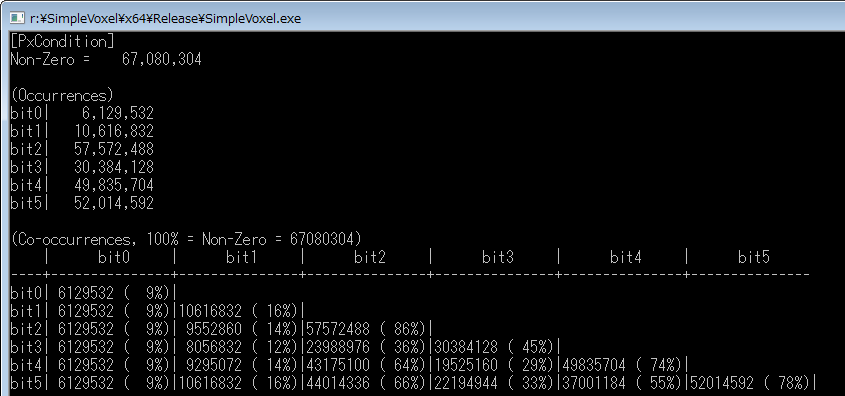 r:¥SimpleVoxel¥x64¥Release¥SimpleVoxel.exe
[PxCondition]
Non-Zero =    67,080,304
(Occurrences)
bit0|    6,129,532
bit1|   10,616,832
bit2|   57,572,488
bit3|   30,384,128
bit4|   49,835,704
bit5|   52,014,592
(Co-occurrences, 100% = Non-Zero = 67080304)
    |      bit0      |      bit1      |      bit2      |      bit3      |      bit4      |      bit5
----+----------------+----------------+----------------+----------------+----------------+----------------
bit0| 6129532 (  9%)|
bit1| 6129532 (  9%)|10616832 ( 16%)|
bit2| 6129532 (  9%)| 9552860 ( 14%)|57572488 ( 86%)|
bit3| 6129532 (  9%)| 8056832 ( 12%)|23988976 ( 36%)|30384128 ( 45%)|
bit4| 6129532 (  9%)| 9295072 ( 14%)|43175100 ( 64%)|19525160 ( 29%)|49835704 ( 74%)|
bit5| 6129532 (  9%)|10616832 ( 16%)|44014336 ( 66%)|22194944 ( 33%)|37001184 ( 55%)|52014592 ( 78%)|